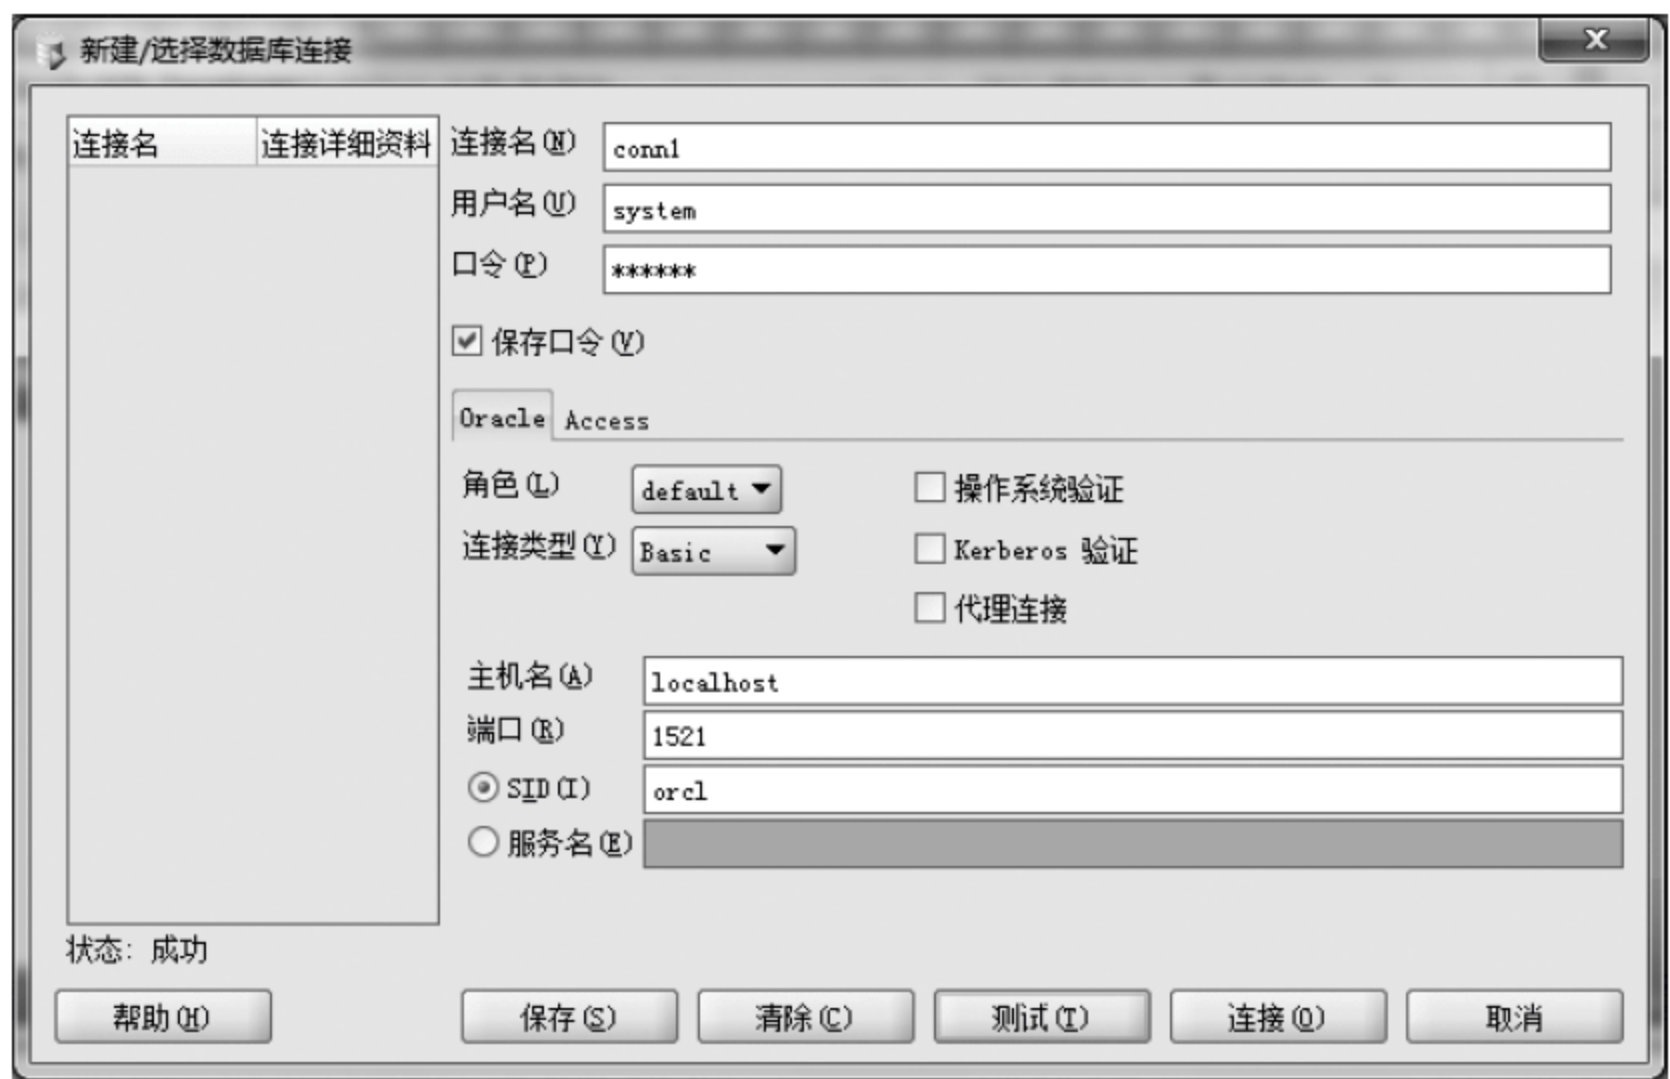 新建/选择数据库连接
连接名 连接详细资料
连接名(N) conn1
用户名(U) system
口令(P) ******
保存口令(V)
Oracle Access
角色(L) default 操作系统验证
连接类型(Y) Basic Kerberos 验证
代理连接
主机名(A) localhost
端口(R) 1521
SID(I) orcl
服务名(E)
状态: 成功
帮助(H) 保存(S) 清除(C) 测试(T) 连接(O) 取消